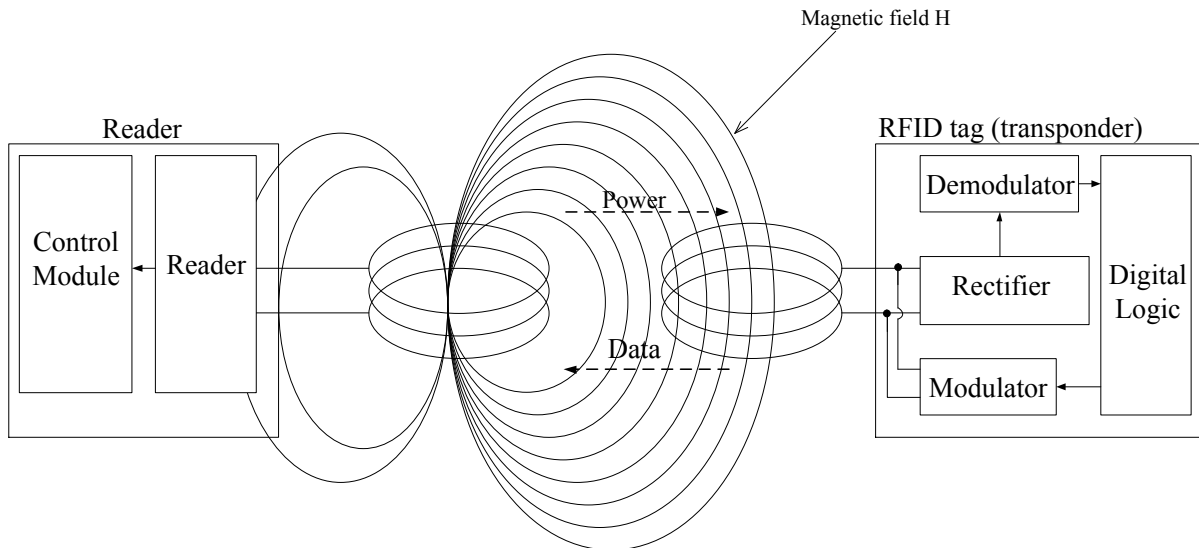 Magnetic field H
Reader
Control
Module
Reader
Power
Data
RFID tag (transponder)
Demodulator
Rectifier
Digital
Logic
Modulator